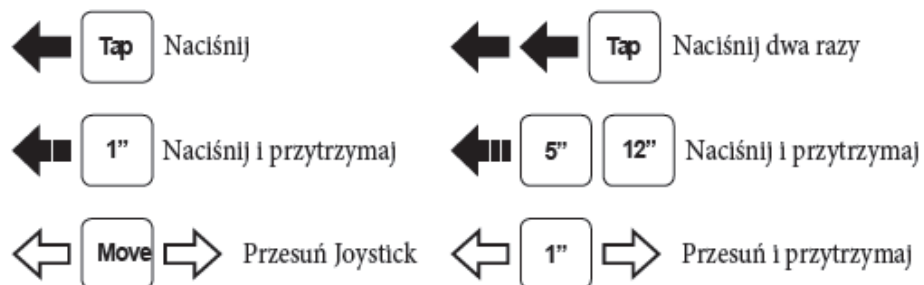 Tap Naciśnij
Tap Naciśnij dwa razy
1” Naciśnij i przytrzymaj
5” 12” Naciśnij i przytrzymaj
Move Przesuń Joystick
1” Przesuń i przytrzymaj